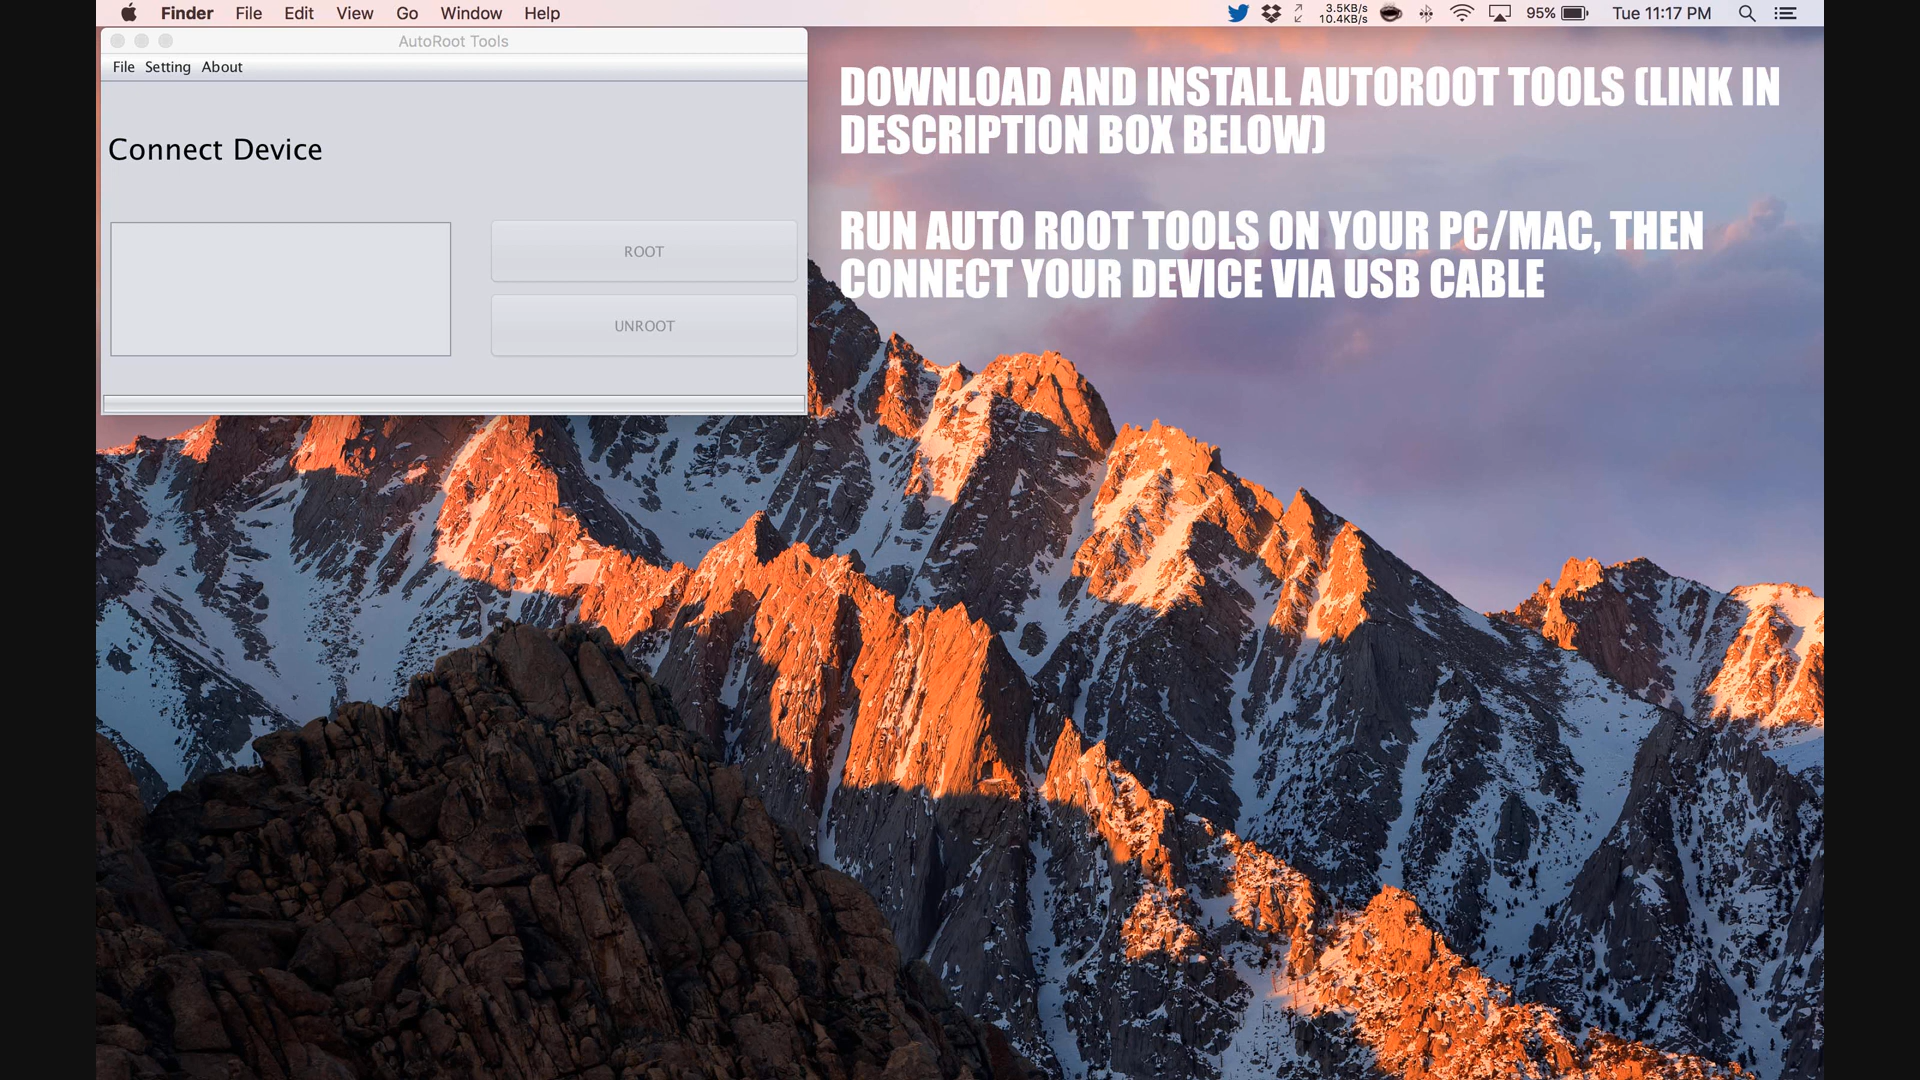 Finder File Edit View Go Window Help 3.5KB/s 10.4KB/s 95% Tue 11:17 PM
AutoRoot Tools
File Setting About
Connect Device
ROOT
UNROOT
DOWNLOAD AND INSTALL AUTOROOT TOOLS (LINK IN
DESCRIPTION BOX BELOW)
RUN AUTO ROOT TOOLS ON YOUR PC/MAC, THEN
CONNECT YOUR DEVICE VIA USB CABLE